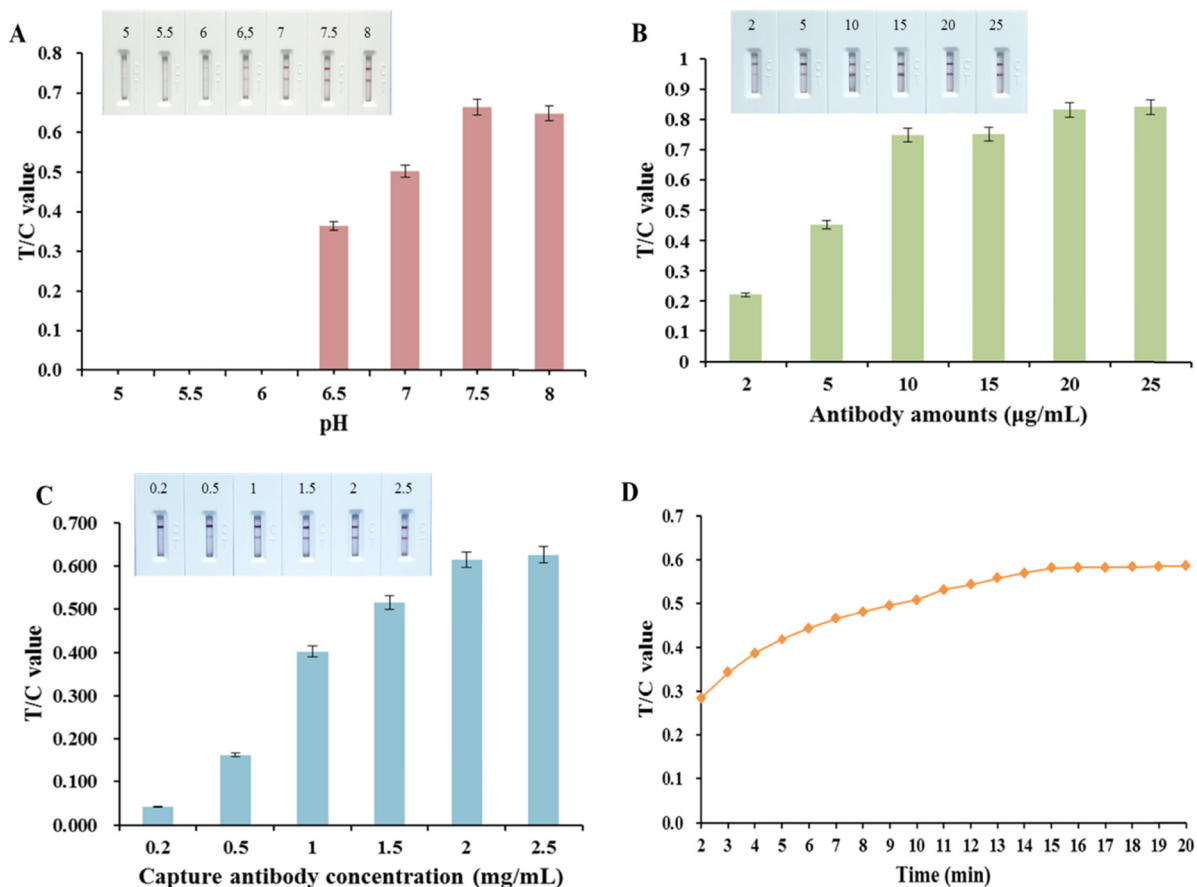 A
5 5.5 6 6,5 7 7.5 8
0.8
0.7
0.6
0.5
0.4
0.3
0.2
0.1
0.0
T/C value
5 5.5 6 6.5 7 7.5 8
pH
B
2 5 10 15 20 25
1
0.9
0.8
0.7
0.6
0.5
0.4
0.3
0.2
0.1
0
T/C value
2 5 10 15 20 25
Antibody amounts (μg/mL)
C
0.2 0.5 1 1.5 2 2.5
0.700
0.600
0.500
0.400
0.300
0.200
0.100
0.000
T/C value
0.2 0.5 1 1.5 2 2.5
Capture antibody concentration (mg/mL)
D
0.7
0.6
0.5
0.4
0.3
0.2
0.1
0.0
T/C value
2 3 4 5 6 7 8 9 10 11 12 13 14 15 16 17 18 19 20
Time (min)